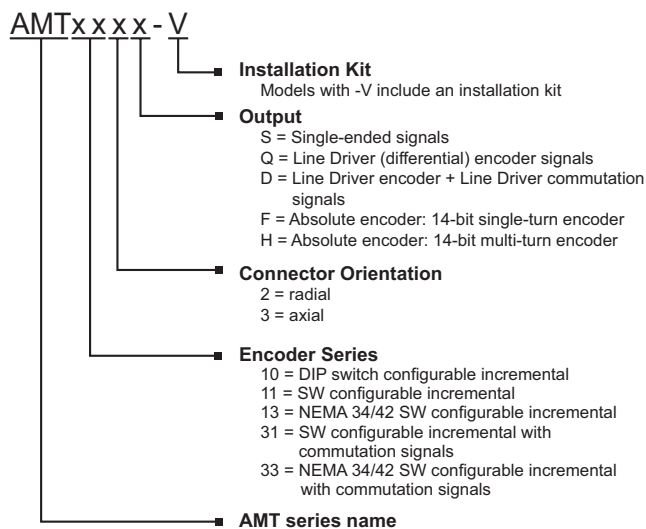 AMTxxxx-V
Installation Kit
Models with -V include an installation kit
Output
S = Single-ended signals
Q = Line Driver (differential) encoder signals
D = Line Driver encoder + Line Driver commutation
signals
F = Absolute encoder: 14-bit single-turn encoder
H = Absolute encoder: 14-bit multi-turn encoder
Connector Orientation
2 = radial
3 = axial
Encoder Series
10 = DIP switch configurable incremental
11 = SW configurable incremental
13 = NEMA 34/42 SW configurable incremental
31 = SW configurable incremental with
commutation signals
33 = NEMA 34/42 SW configurable incremental
with commutation signals
AMT series name